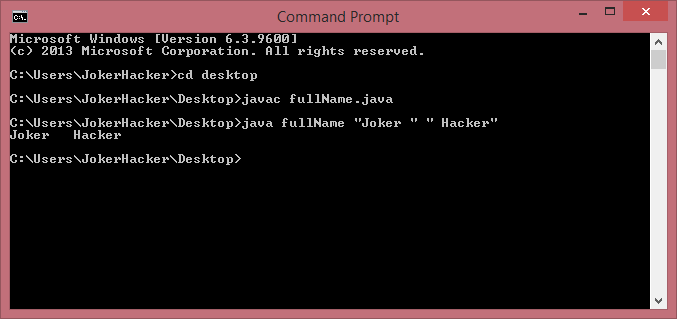 Command Prompt
Microsoft Windows [Version 6.3.9600]
(c) 2013 Microsoft Corporation. All rights reserved.
C:\Users\JokerHacker>cd desktop
C:\Users\JokerHacker\Desktop>javac fullName.java
C:\Users\JokerHacker\Desktop>java fullName "Joker " " Hacker"
Joker   Hacker
C:\Users\JokerHacker\Desktop>